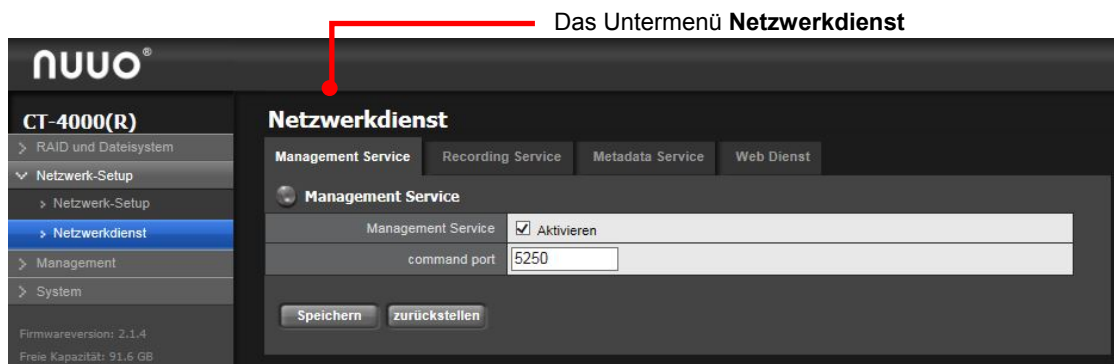 Das Untermenü Netzwerkdienst
nuuo®
CT-4000(R)
RAID und Dateisystem
Netzwerk-Setup
Netzwerk-Setup
Netzwerkdienst
Management
System
Firmwareversion: 2.1.4
Freie Kapazität: 91.6 GB
Netzwerkdienst
Management Service Recording Service Metadata Service Web Dienst
Management Service
Management Service Aktivieren
command port 5250
Speichern zurückstellen